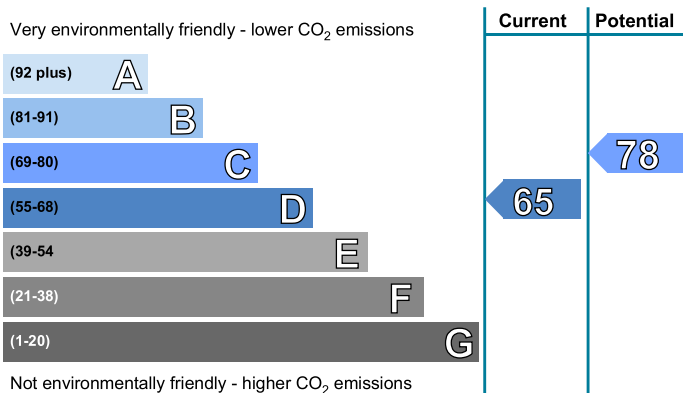 Current Potential
Very environmentally friendly - lower CO₂ emissions
(92 plus) A
(81-91) B
(69-80) C
78
(55-68) D
65
(39-54 E
(21-38) F
(1-20) G
Not environmentally friendly - higher CO₂ emissions